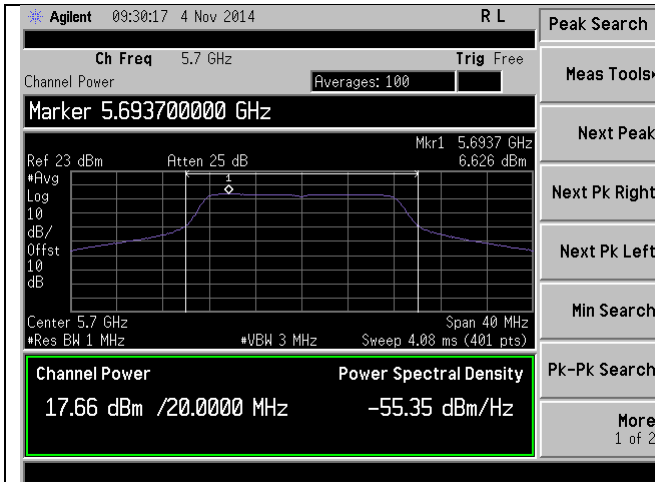 Agilent 09:30:17 4 Nov 2014 R L
Ch Freq 5.7 GHz Trig Free
Channel Power Averages: 100
Marker 5.693700000 GHz
Mkr1 5.6937 GHz
Ref 23 dBm Atten 25 dB 6.626 dBm
#Avg
Log
10
dB/
Offst
10
dB
1
Center 5.7 GHz Span 40 MHz
#Res BW 1 MHz #VBW 3 MHz Sweep 4.08 ms (401 pts)
Channel Power Power Spectral Density
17.66 dBm /20.0000 MHz -55.35 dBm/Hz
Peak Search
Meas Tools
Next Peak
Next Pk Right
Next Pk Left
Min Search
Pk-Pk Search
More
1 of 2